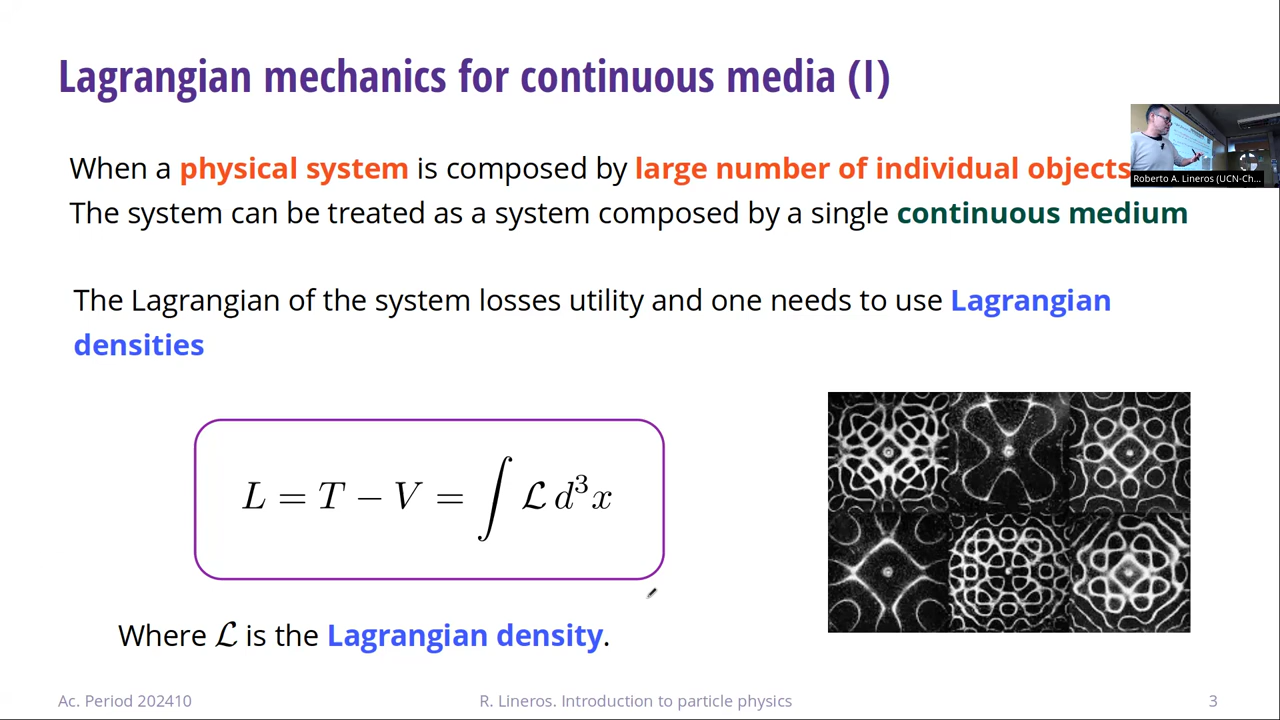 Lagrangian mechanics for continuous media (I)
When a physical system is composed by large number of individual objects
Roberto A. Lineros (UCN-Ch...
The system can be treated as a system composed by a single continuous medium
The Lagrangian of the system losses utility and one needs to use Lagrangian
densities
L = T − V = ∫ ℒ d³x
Where ℒ is the Lagrangian density.
Ac. Period 202410
R. Lineros. Introduction to particle physics
3